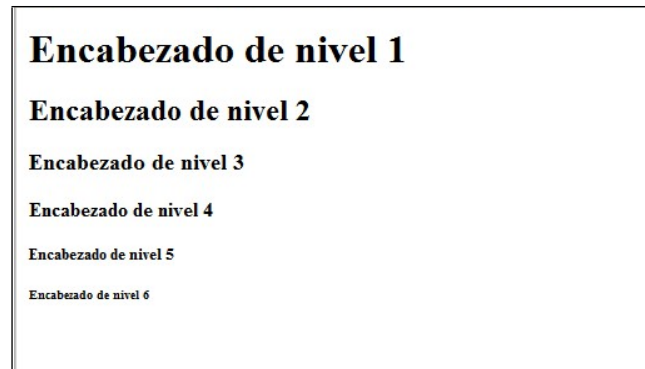 Encabezado de nivel 1
Encabezado de nivel 2
Encabezado de nivel 3
Encabezado de nivel 4
Encabezado de nivel 5
Encabezado de nivel 6